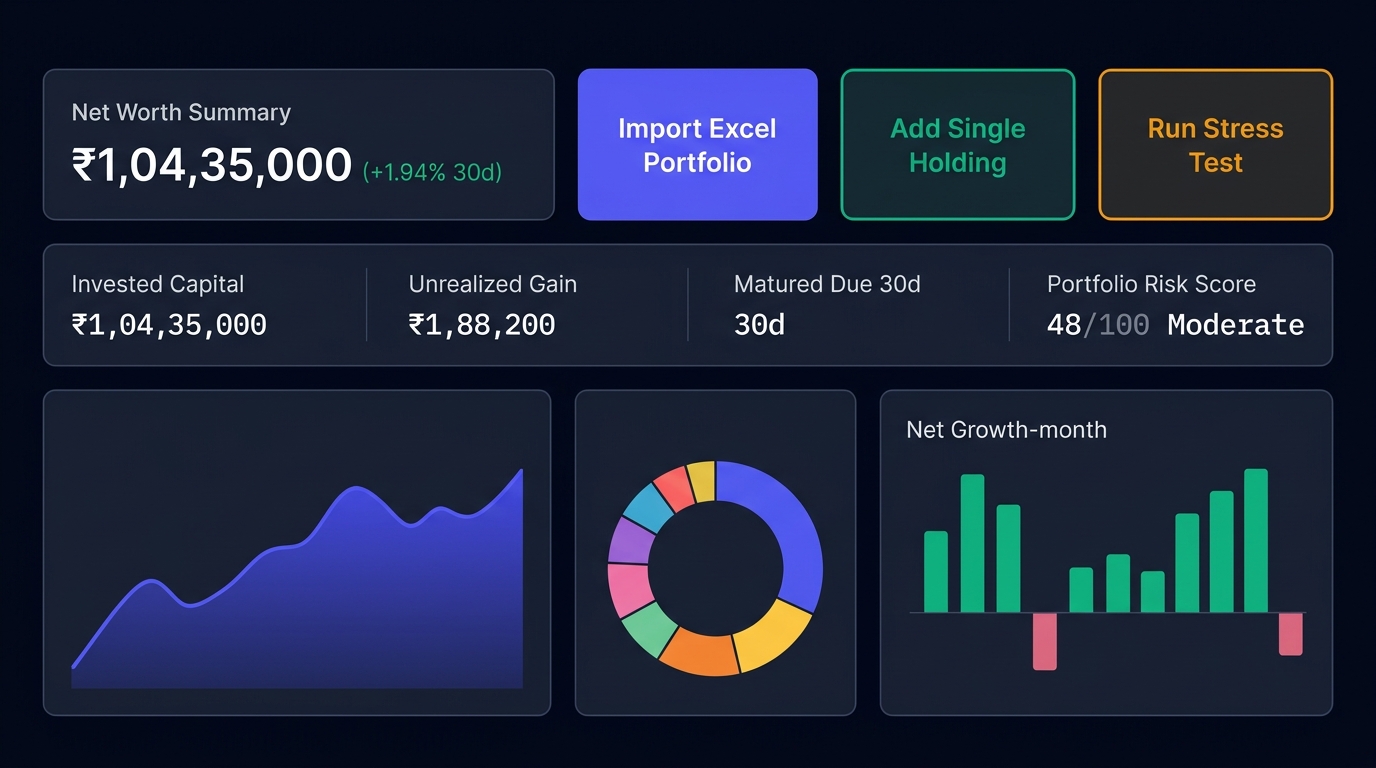 Net Worth Summary
₹1,04,35,000 (+1.94% 30d)
Import Excel
Portfolio
Add Single
Holding
Run Stress
Test
Invested Capital
₹1,04,35,000
Unrealized Gain
₹1,88,200
Matured Due 30d
30d
Portfolio Risk Score
48/100 Moderate
Net Growth-month